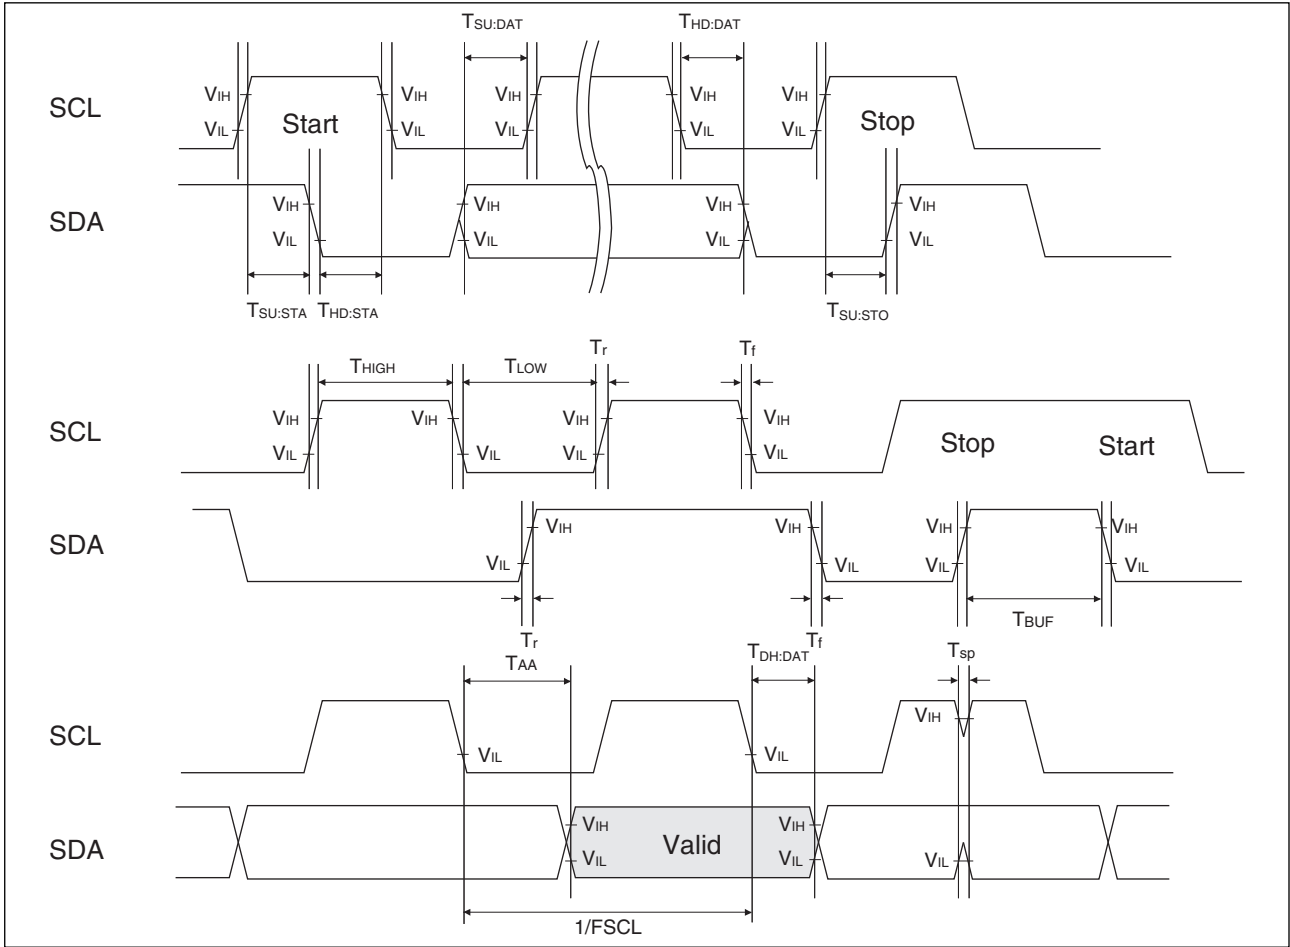 TSU:DAT THD:DAT
SCL VIH VIH VIH VIH VIH
VIL Start VIL VIL VIL VIL Stop
SDA VIH VIH VIH VIH
VIL VIL VIL VIL
TSU:STA THD:STA TSU:STO
THIGH TLOW Tr Tf
SCL VIH VIH VIH VIH
VIL VIL VIL VIL Stop Start
SDA VIH VIH VIH VIH
VIL VIL VIL VIL
TBUF
Tr Tf
TAA TDH:DAT Tsp
SCL VIH
VIL VIL
SDA VIH Valid VIH
VIL VIL VIL
1/FSCL